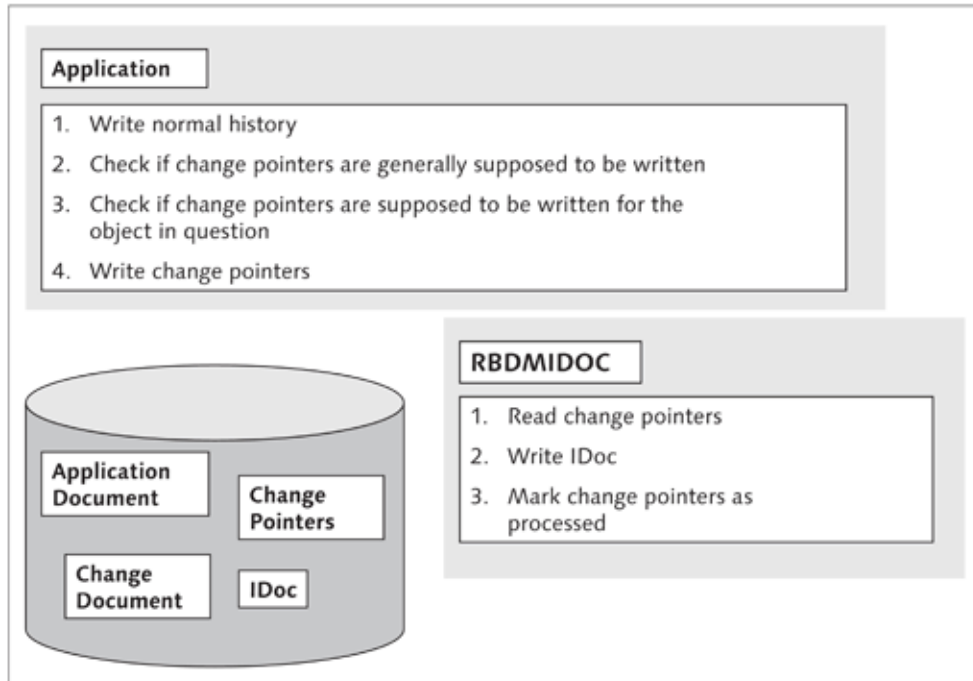 Application
1. Write normal history
2. Check if change pointers are generally supposed to be written
3. Check if change pointers are supposed to be written for the
object in question
4. Write change pointers
RBDMIDOC
1. Read change pointers
2. Write IDoc
3. Mark change pointers as
processed
Application
Document
Change
Pointers
Change
Document
IDoc